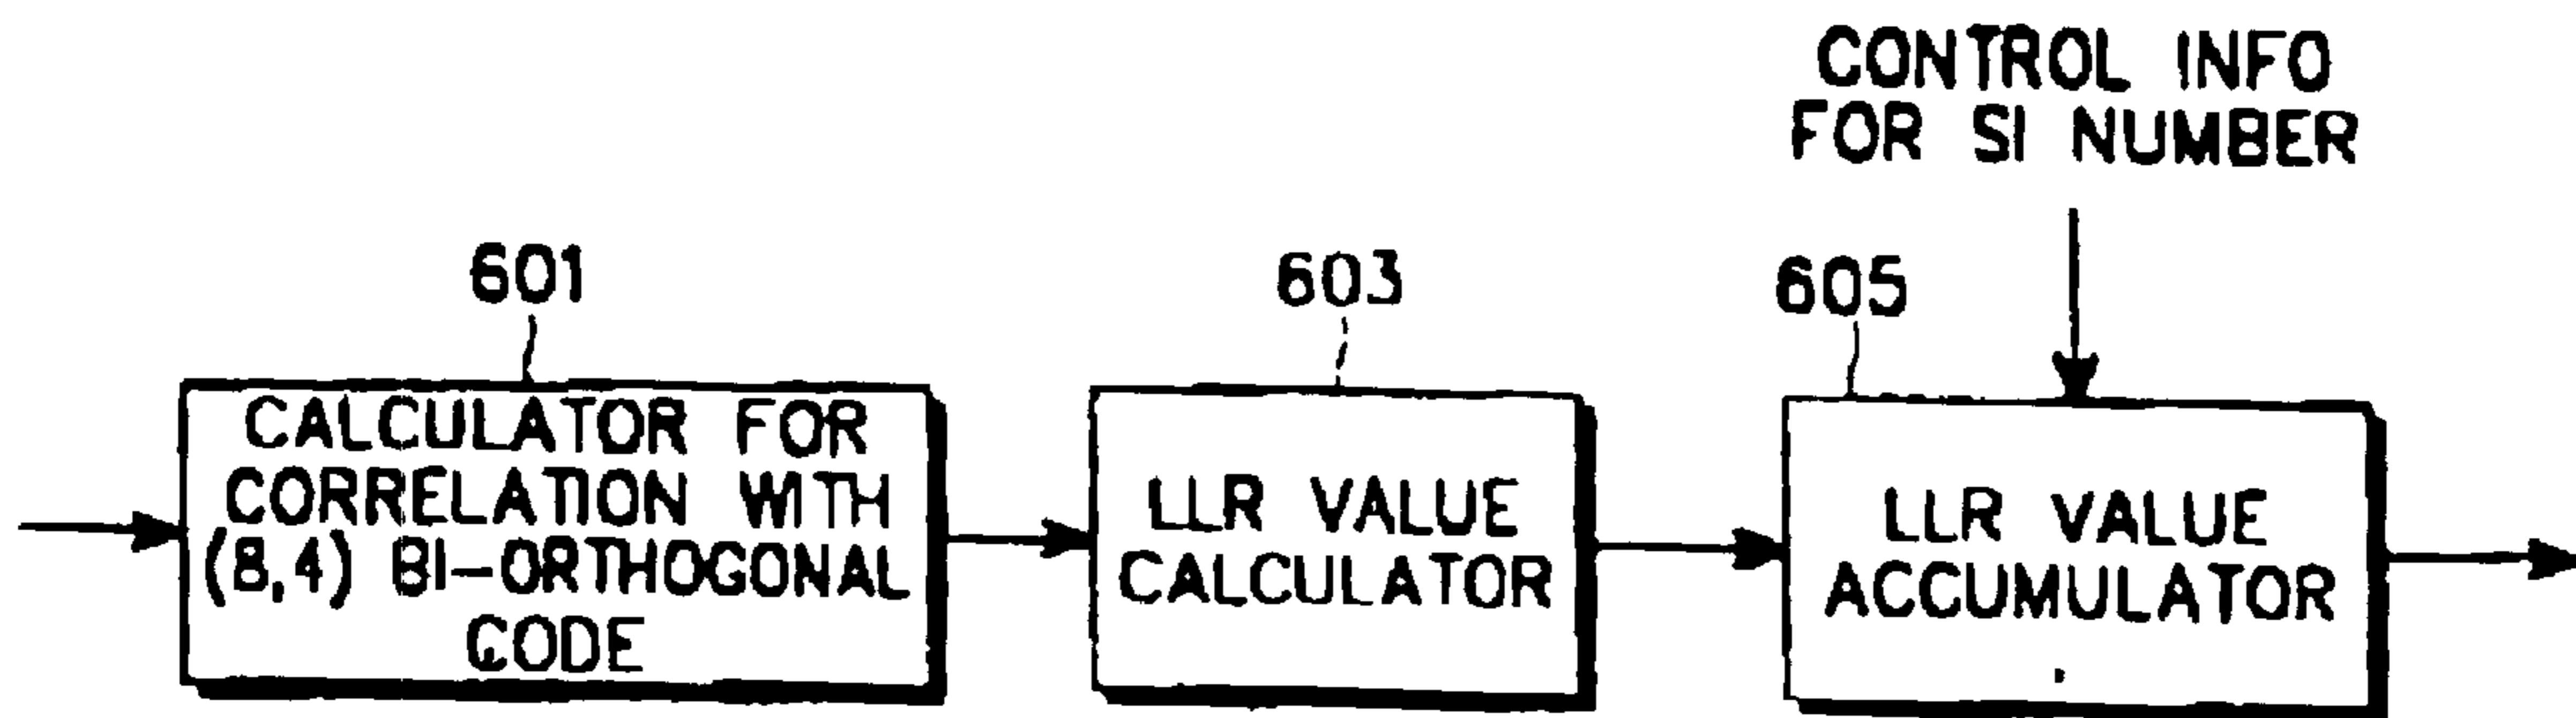 CONTROL INFO
FOR SI NUMBER
601
603
605
CALCULATOR FOR
CORRELATION WITH
(8,4) BI-ORTHOGONAL
CODE
LLR VALUE
CALCULATOR
LLR VALUE
ACCUMULATOR